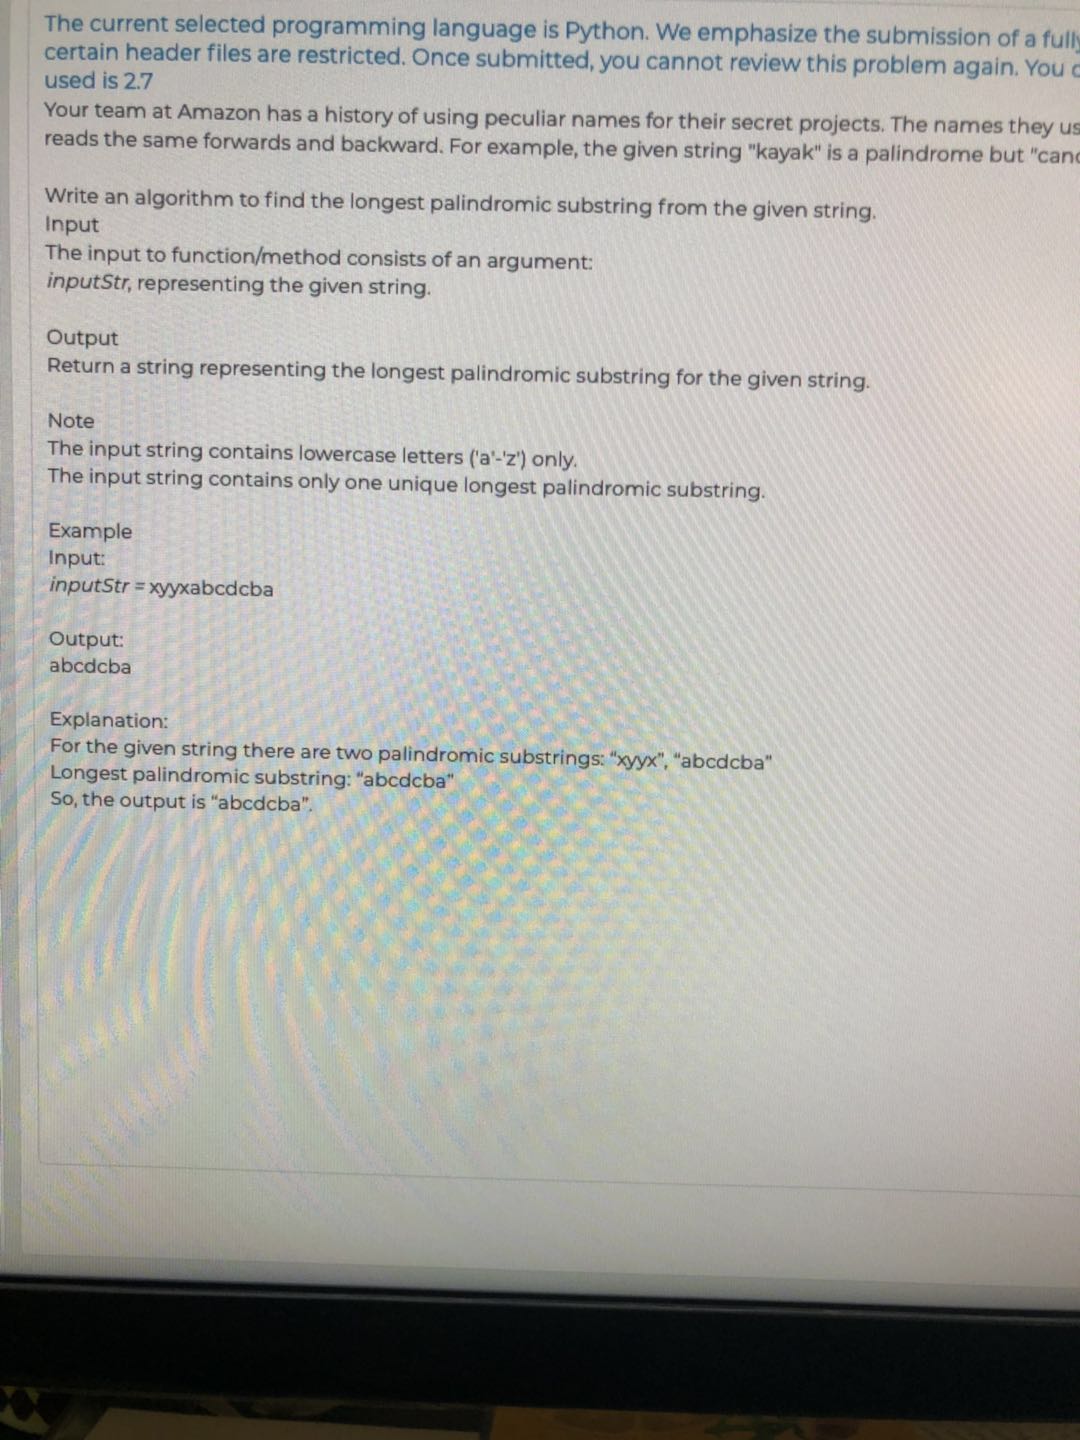 The current selected programming language is Python. We emphasize the submission of a fully
certain header files are restricted. Once submitted, you cannot review this problem again. You
used is 2.7
Your team at Amazon has a history of using peculiar names for their secret projects. The names they us
reads the same forwards and backward. For example, the given string "kayak" is a palindrome but "cand
Write an algorithm to find the longest palindromic substring from the given string.
Input
The input to function/method consists of an argument:
inputStr, representing the given string.
Output
Return a string representing the longest palindromic substring for the given string.
Note
The input string contains lowercase letters ('a'-'z') only.
The input string contains only one unique longest palindromic substring.
Example
Input:
inputStr = xyyxabcdcba
Output:
abcdcba
Explanation:
For the given string there are two palindromic substrings: “xyyx”, “abcdcba”
Longest palindromic substring: “abcdcba”
So, the output is “abcdcba”.